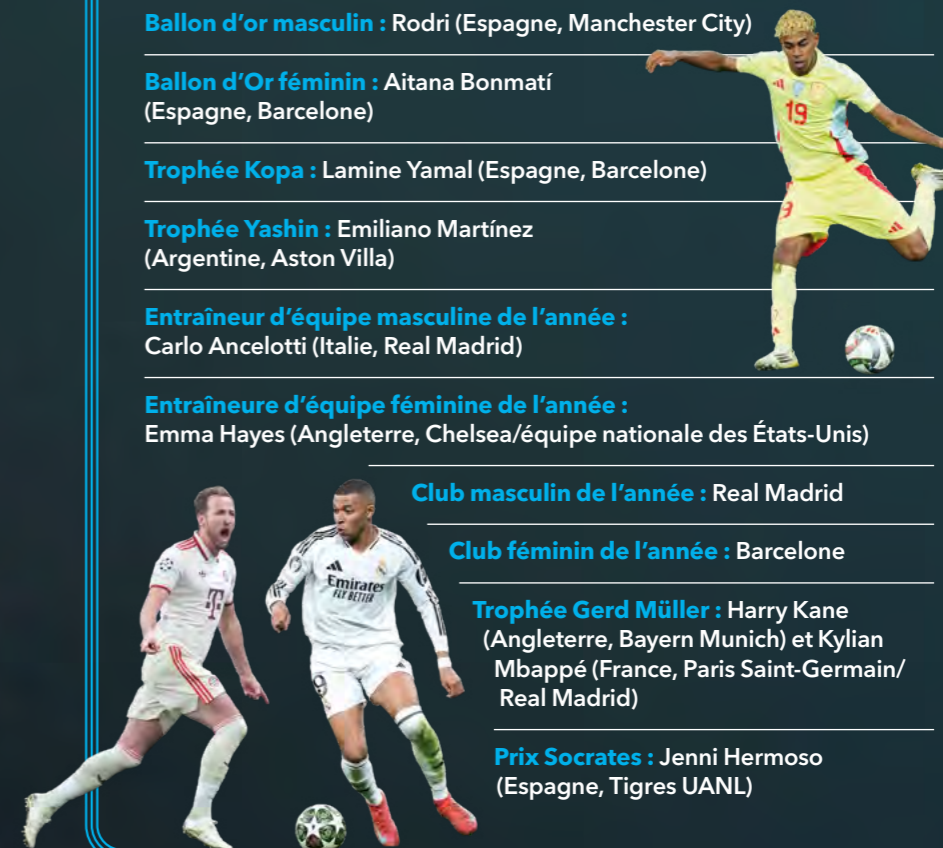 Ballon d’or masculin : Rodri (Espagne, Manchester City)
Ballon d’Or féminin : Aitana Bonmatí
(Espagne, Barcelone)
Trophée Kopa : Lamine Yamal (Espagne, Barcelone)
Trophée Yashin : Emiliano Martínez
(Argentine, Aston Villa)
Entraîneur d’équipe masculine de l’année :
Carlo Ancelotti (Italie, Real Madrid)
Entraîneure d’équipe féminine de l’année :
Emma Hayes (Angleterre, Chelsea/équipe nationale des États-Unis)
Club masculin de l’année : Real Madrid
Club féminin de l’année : Barcelone
Trophée Gerd Müller : Harry Kane
(Angleterre, Bayern Munich) et Kylian
Mbappé (France, Paris Saint-Germain/
Real Madrid)
Prix Socrates : Jenni Hermoso
(Espagne, Tigres UANL)
19
T
Emirates
FLY BETTER